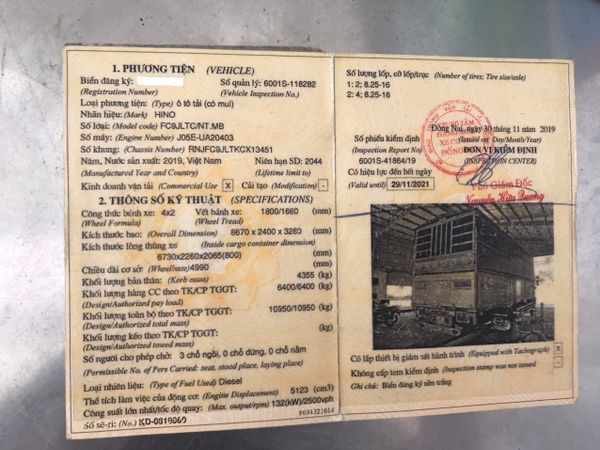 1. PHƯƠNG TIỆN (VEHICLE)
Biển đăng ký: Số quản lý: 6001S-118282
(Registration Number) (Vehicle Inspection No.)
Loại phương tiện: (Type) ô tô tải (có mui)
Nhãn hiệu: (Mark) HINO
Số loại: (Model code) FC9JLTC/NT.MB
Số máy: (Engine Number) J05E-UA20403
Số khung: (Chassis Number) RNJFC9JLTKCX13451
Năm, Nước sản xuất: 2019, Việt Nam Niên hạn SD: 2044
(Manufactured Year and Country) (Lifetime limit to)
Kinh doanh vận tải (Commercial Use) X Cải tạo (Modification) -
2. THÔNG SỐ KỸ THUẬT (SPECIFICATIONS)
Công thức bánh xe: 4x2 Vết bánh xe: 1800/1660 (mm)
(Wheel Formula) (Wheel Tread)
Kích thước bao: (Overall Dimension) 8670 x 2400 x 3260 (mm)
Kích thước lòng thùng xe (Inside cargo container dimension)
6730x2260x2065(800) (mm)
Chiều dài cơ sở: (Wheelbase) 4990 (mm)
Khối lượng bản thân: (Kerb mass) 4355 (kg)
Khối lượng hàng CC theo TK/CP TGGT: 6400/6400 (kg)
(Design/Authorized pay load)
Khối lượng toàn bộ theo TK/CP TGGT: 10950/10950 (kg)
(Design/Authorized total mass)
Khối lượng kéo theo TK/CP TGGT: (kg)
(Design/Authorized towed mass)
Số người cho phép chở: 3 chỗ ngồi, 0 chỗ đứng, 0 chỗ nằm
(Permissible No. of Pers Carried: seat, stood place, laying place)
Loại nhiên liệu: (Type of Fuel Used) Diesel
Thể tích làm việc của động cơ: (Engine Displacement) 5123 (cm3)
Công suất lớn nhất/tốc độ quay: (Max. output/rpm) 132(kW)/2500vph
Số sê-ri: (No.) KD-0819869 8691321614
Số lượng lốp, cỡ lốp/trục (Number of tires; Tire size/axle)
1: 2; 8.25-16
2: 4; 8.25-16
Đồng Nai, ngày 30 tháng 11 năm 2019
(Issued on: Day/Month/Year)
Số phiếu kiểm định ĐƠN VỊ KIỂM ĐỊNH
(Inspection Report No) (INSPECTION CENTER)
6001S-41864/19
Có hiệu lực đến hết ngày
(Valid until) 29/11/2021
Phó Giám Đốc
Nguyễn Hữu Quang
Có lắp thiết bị giám sát hành trình (Equipped with Tachograph) X
Không cấp tem kiểm định (Inspection stamp was not issued -
Ghi chú: Biển đăng ký nền trắng